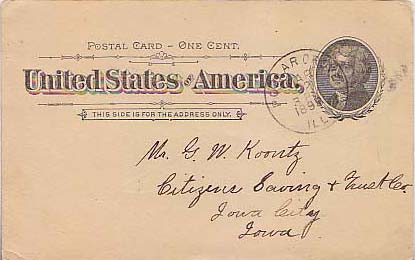 POSTAL CARD - ONE CENT.
United States of America.
THIS SIDE IS FOR THE ADDRESS ONLY.
ILL
Mr. G. W. Koontz
Citizens Saving & Trust Co.
Iowa City
Iowa.